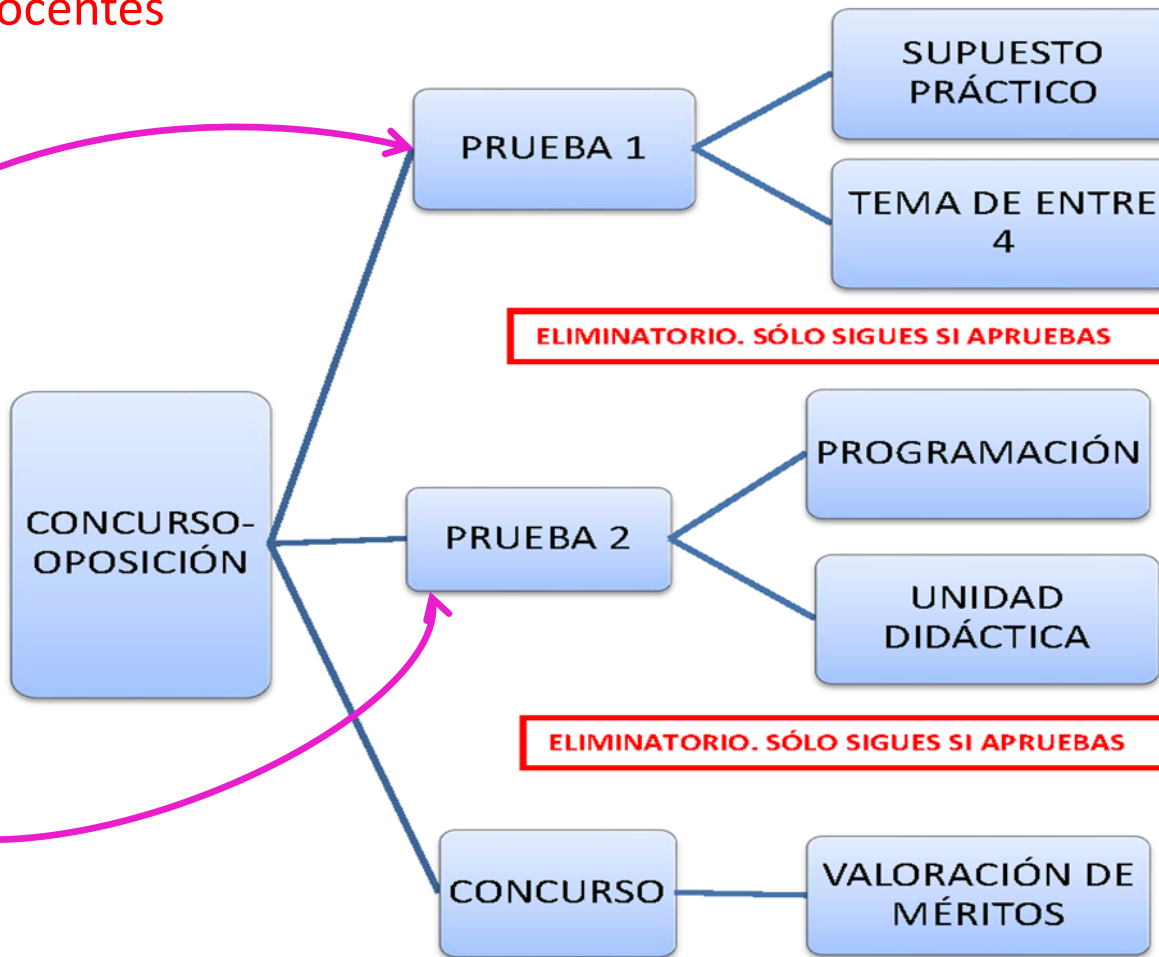 ocentes
SUPUESTO
PRÁCTICO
PRUEBA 1
TEMA DE ENTRE
4
ELIMINATORIO. SÓLO SIGUES SI APRUEBAS
PROGRAMACIÓN
CONCURSO-
OPOSICIÓN
PRUEBA 2
UNIDAD
DIDÁCTICA
ELIMINATORIO. SÓLO SIGUES SI APRUEBAS
CONCURSO
VALORACIÓN DE
MÉRITOS